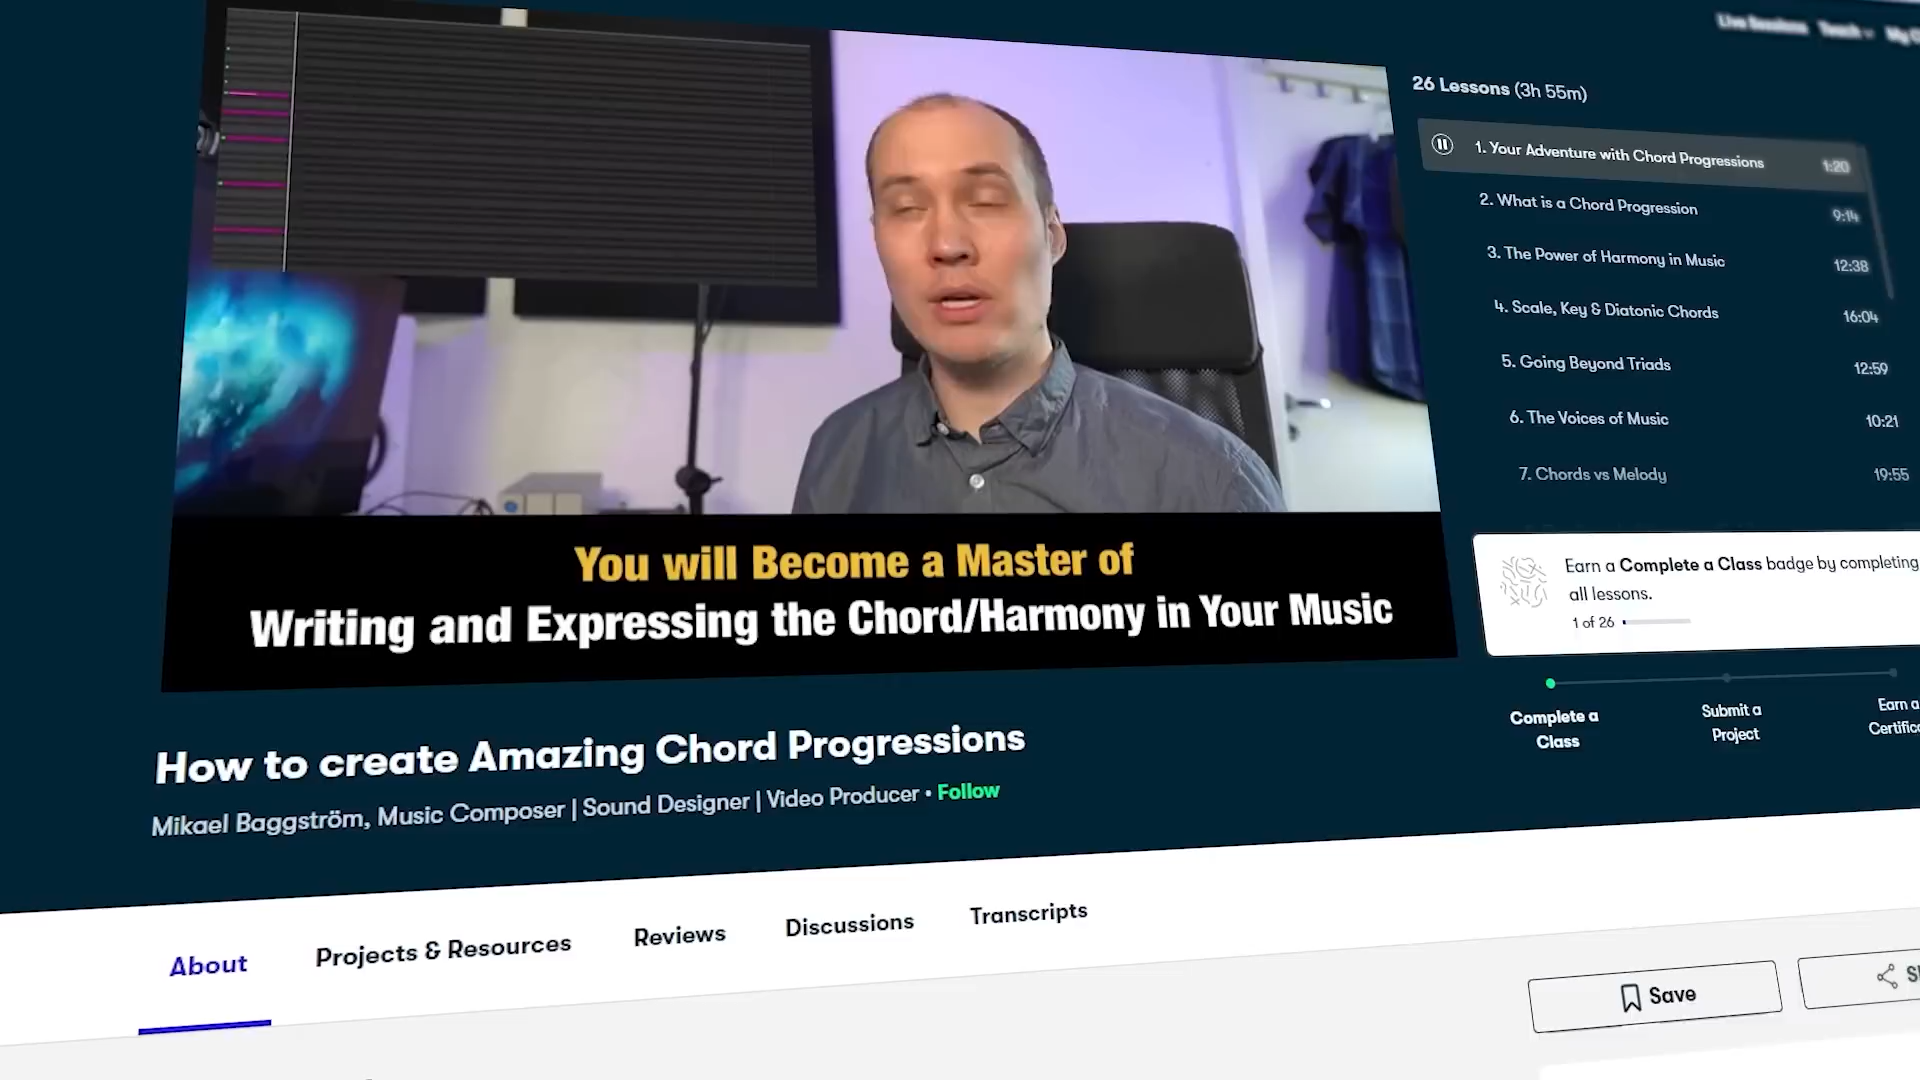 Live Sessions Teach My
26 Lessons (3h 55m)
1. Your Adventure with Chord Progressions 1:20
2. What is a Chord Progression 9:14
3. The Power of Harmony in Music 12:38
4. Scale, Key & Diatonic Chords 16:04
5. Going Beyond Triads 12:59
6. The Voices of Music 10:21
7. Chords vs Melody 19:55
You will Become a Master of
Writing and Expressing the Chord/Harmony in Your Music
Earn a Complete a Class badge by completing
all lessons.
1 of 26
Complete a
Class
Submit a
Project
Earn a
How to create Amazing Chord Progressions
Mikael Baggström, Music Composer | Sound Designer | Video Producer • Follow
About Projects & Resources Reviews Discussions Transcripts
Save